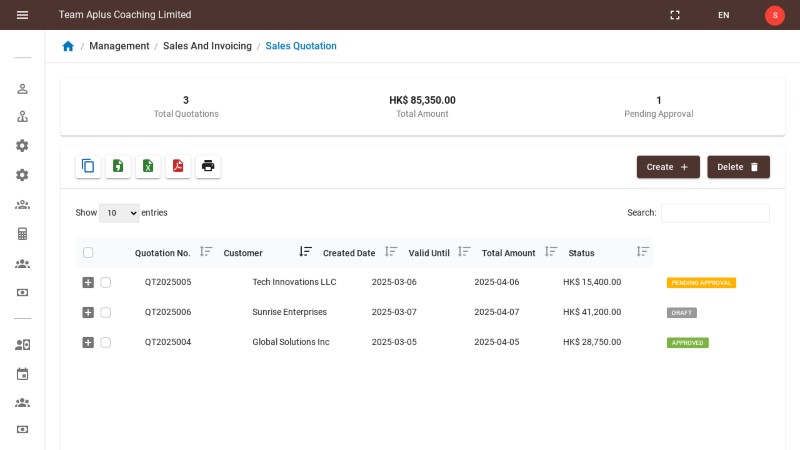 Team Aplus Coaching Limited EN S
/ Management / Sales And Invoicing / Sales Quotation
3 HK$ 85,350.00 1
Total Quotations Total Amount Pending Approval
Create + Delete
Show 10 entries Search:
Quotation No. Customer Created Date Valid Until Total Amount Status
QT2025005 Tech Innovations LLC 2025-03-06 2025-04-06 HK$ 15,400.00 PENDING APPROVAL
QT2025006 Sunrise Enterprises 2025-03-07 2025-04-07 HK$ 41,200.00 DRAFT
QT2025004 Global Solutions Inc 2025-03-05 2025-04-05 HK$ 28,750.00 APPROVED